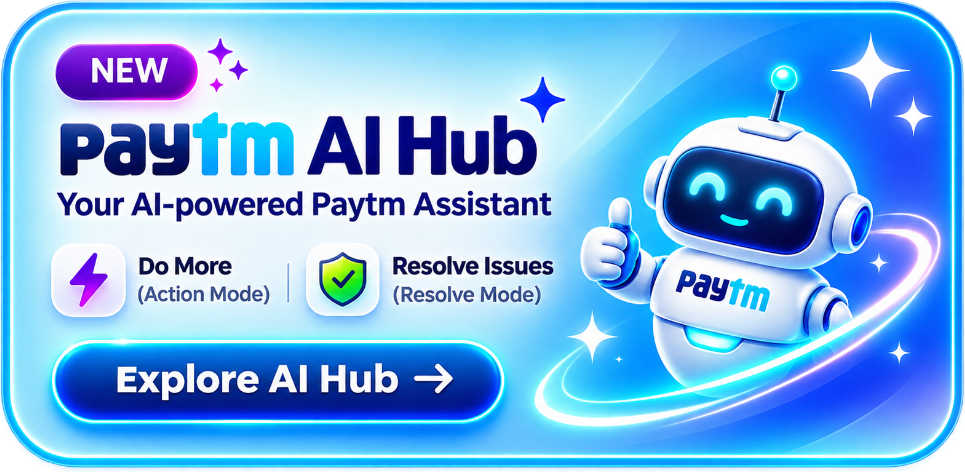 NEW
paytm AI Hub
Your AI-powered Paytm Assistant
Do More
(Action Mode)
Resolve Issues
(Resolve Mode)
Explore AI Hub →
paytm